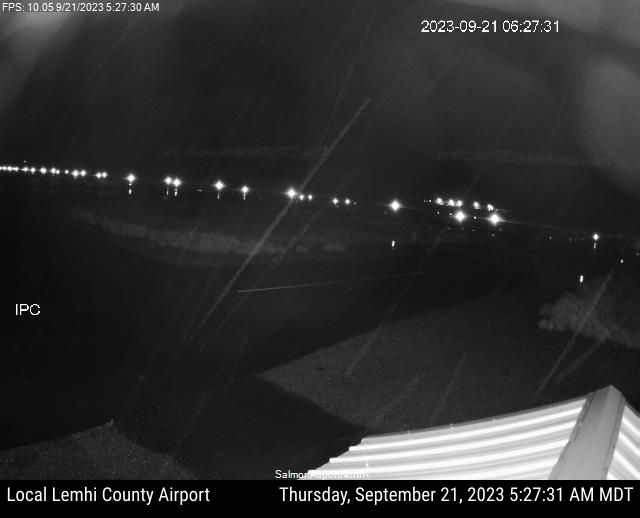 FPS: 10.05 9/21/2023 5:27:30 AM
2023-09-21 06:27:31
IPC
SalmonAirportNorth
Local Lemhi County Airport Thursday, September 21, 2023 5:27:31 AM MDT